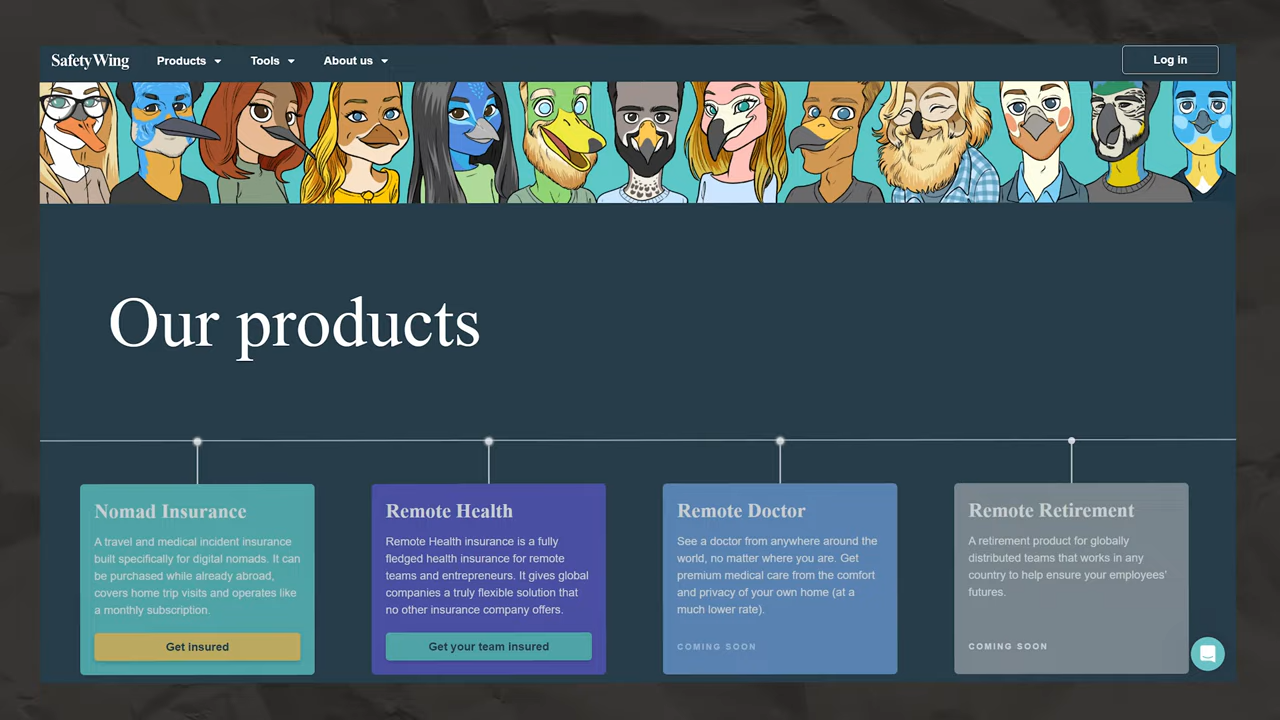 SafetyWing
Products
Tools
About us
Log in
Our products
Nomad Insurance
A travel and medical incident insurance
built specifically for digital nomads. It can
be purchased while already abroad,
covers home trip visits and operates like
a monthly subscription.
Get insured
Remote Health
Remote Health insurance is a fully
fledged health insurance for remote
teams and entrepreneurs. It gives global
companies a truly flexible solution that
no other insurance company offers.
Get your team insured
Remote Doctor
See a doctor from anywhere around the
world, no matter where you are. Get
premium medical care from the comfort
and privacy of your own home (at a
much lower rate).
COMING SOON
Remote Retirement
A retirement product for globally
distributed teams that works in any
country to help ensure your employees'
futures.
COMING SOON